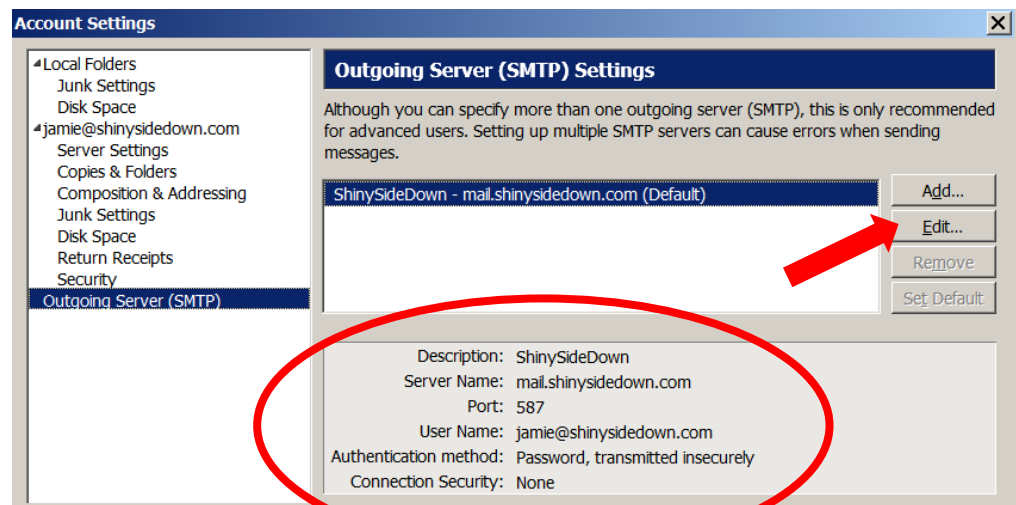 Account Settings
Local Folders
Junk Settings
Disk Space
jamie@shinysidedown.com
Server Settings
Copies & Folders
Composition & Addressing
Junk Settings
Disk Space
Return Receipts
Security
Outgoing Server (SMTP)
Outgoing Server (SMTP) Settings
Although you can specify more than one outgoing server (SMTP), this is only recommended
for advanced users. Setting up multiple SMTP servers can cause errors when sending
messages.
ShinySideDown - mail.shinysidedown.com (Default)
Add...
Edit...
Remove
Set Default
Description: ShinySideDown
Server Name: mail.shinysidedown.com
Port: 587
User Name: jamie@shinysidedown.com
Authentication method: Password, transmitted insecurely
Connection Security: None